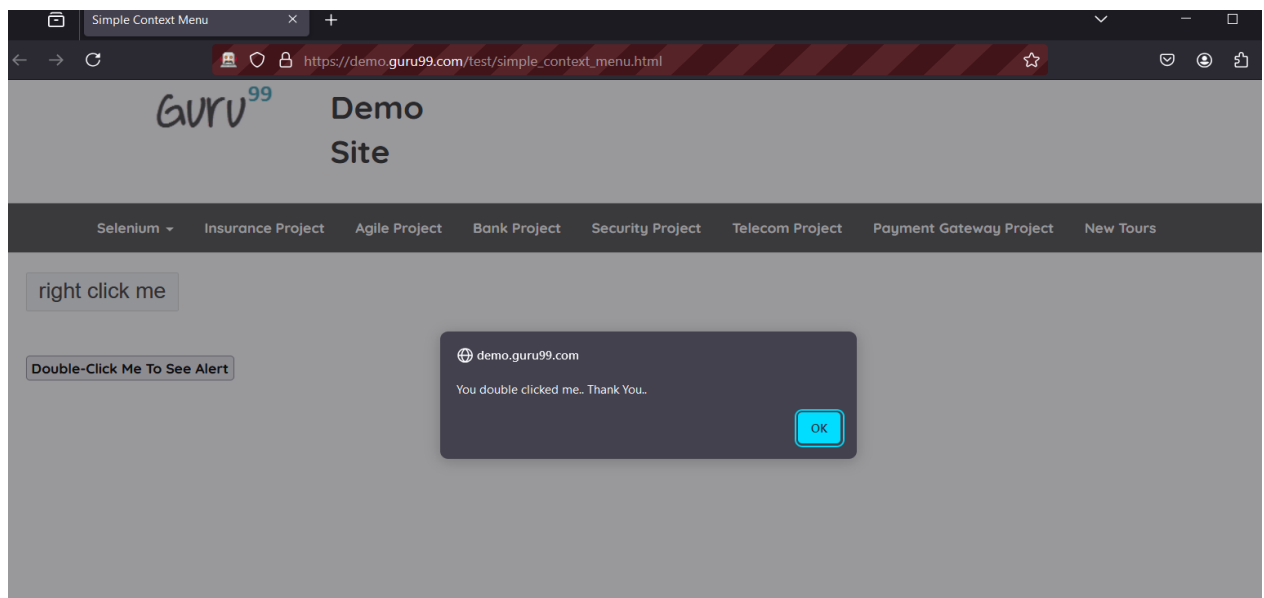 Simple Context Menu
https://demo.guru99.com/test/simple_context_menu.html
Guru99
Demo
Site
Selenium Insurance Project Agile Project Bank Project Security Project Telecom Project Payment Gateway Project New Tours
right click me
Double-Click Me To See Alert
demo.guru99.com
You double clicked me.. Thank You..
OK